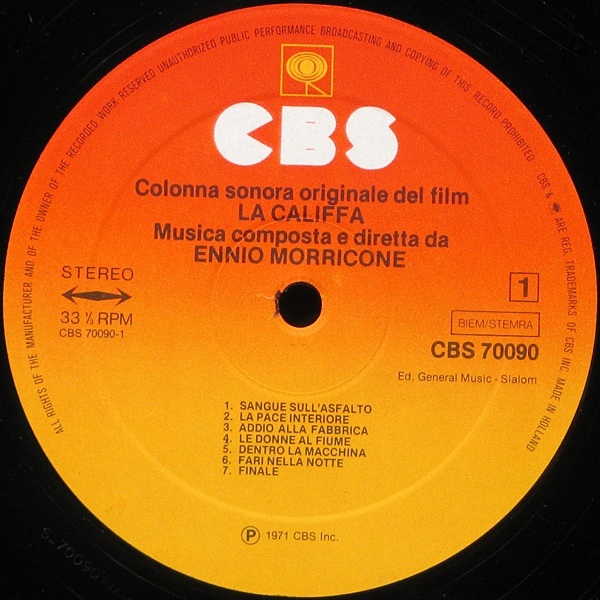 ALL RIGHTS OF THE MANUFACTURER AND OF THE OWNER OF THE RECORDED WORK RESERVED UNAUTHORIZED PUBLIC PERFORMANCE BROADCASTING AND COPYING OF THIS RECORD PROHIBITED. CBS & ARE REG. TRADEMARKS OF CBS INC. MADE IN HOLLAND
CBS
Colonna sonora originale del film
LA CALIFFA
Musica composta e diretta da
ENNIO MORRICONE
STEREO
33 ⅓ RPM
CBS 70090-1
1
BIEM/STEMRA
CBS 70090
Ed. General Music - Slalom
1. SANGUE SULL'ASFALTO
2. LA PACE INTERIORE
3. ADDIO ALLA FABBRICA
4. LE DONNE AL FIUME
5. DENTRO LA MACCHINA
6. FARI NELLA NOTTE
7. FINALE
℗ 1971 CBS Inc.